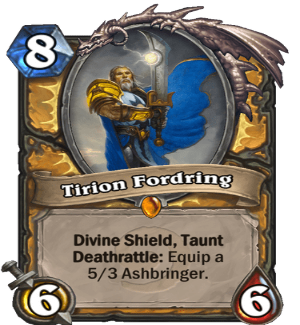 8
Tirion Fordring
Divine Shield, Taunt
Deathrattle: Equip a
5/3 Ashbringer.
6 6